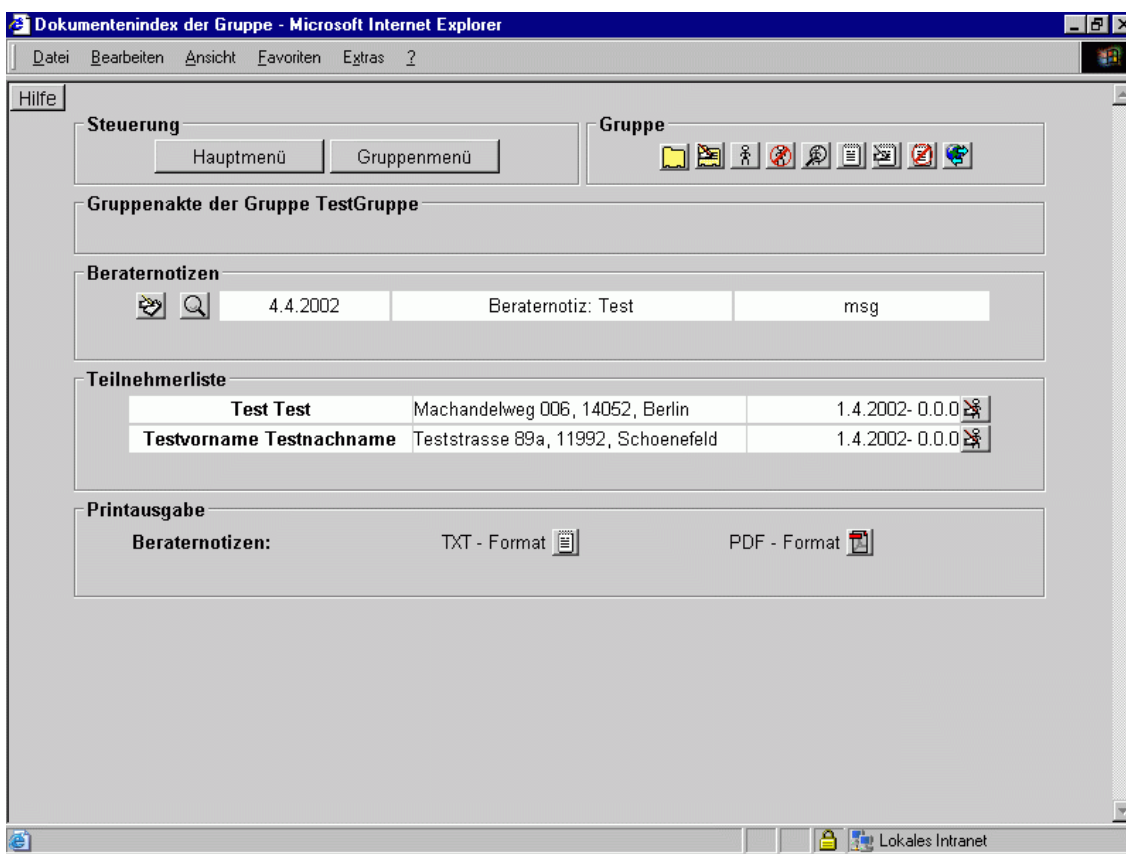 Dokumentenindex der Gruppe - Microsoft Internet Explorer
Datei Bearbeiten Ansicht Favoriten Extras ?
Hilfe
Steuerung
Hauptmenü Gruppenmenü
Gruppe
Gruppenakte der Gruppe TestGruppe
Beraternotizen
4.4.2002 Beraternotiz: Test msg
Teilnehmerliste
Test Test Machandelweg 006, 14052, Berlin 1.4.2002- 0.0.0
Testvorname Testnachname Teststrasse 89a, 11992, Schoenefeld 1.4.2002- 0.0.0
Printausgabe
Beraternotizen: TXT - Format PDF - Format
Lokales Intranet